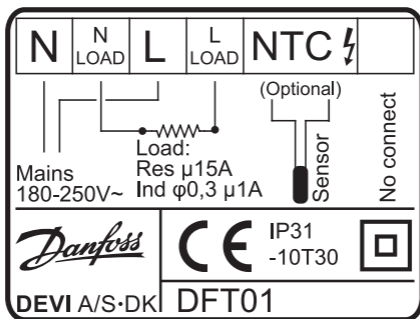 N N LOAD L L LOAD NTC
(Optional)
Sensor
No connect
Load:
Res µ15A
Ind φ0,3 µ1A
Mains
180-250V~
Danfoss
CE
IP31
-10T30
DEVI A/S•DK
DFT01